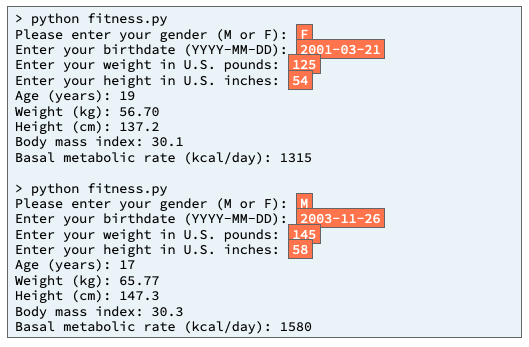 > python fitness.py
Please enter your gender (M or F): F
Enter your birthdate (YYYY-MM-DD): 2001-03-21
Enter your weight in U.S. pounds: 125
Enter your height in U.S. inches: 54
Age (years): 19
Weight (kg): 56.70
Height (cm): 137.2
Body mass index: 30.1
Basal metabolic rate (kcal/day): 1315
> python fitness.py
Please enter your gender (M or F): M
Enter your birthdate (YYYY-MM-DD): 2003-11-26
Enter your weight in U.S. pounds: 145
Enter your height in U.S. inches: 58
Age (years): 17
Weight (kg): 65.77
Height (cm): 147.3
Body mass index: 30.3
Basal metabolic rate (kcal/day): 1580